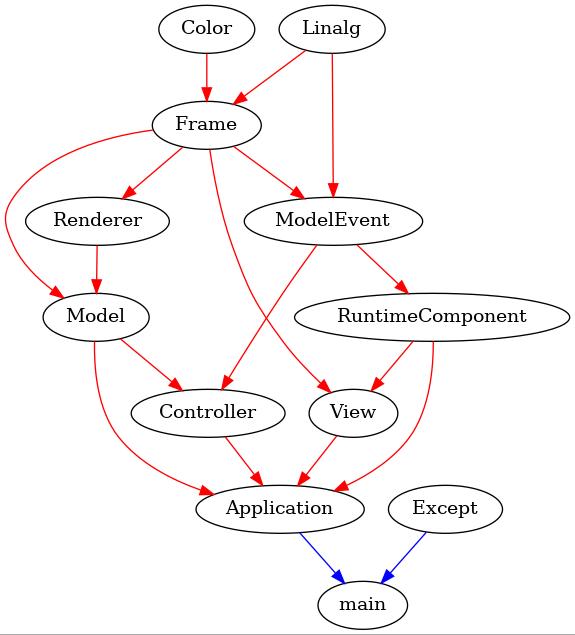 Color
Linalg
Frame
Renderer
ModelEvent
Model
RuntimeComponent
Controller
View
Application
Except
main